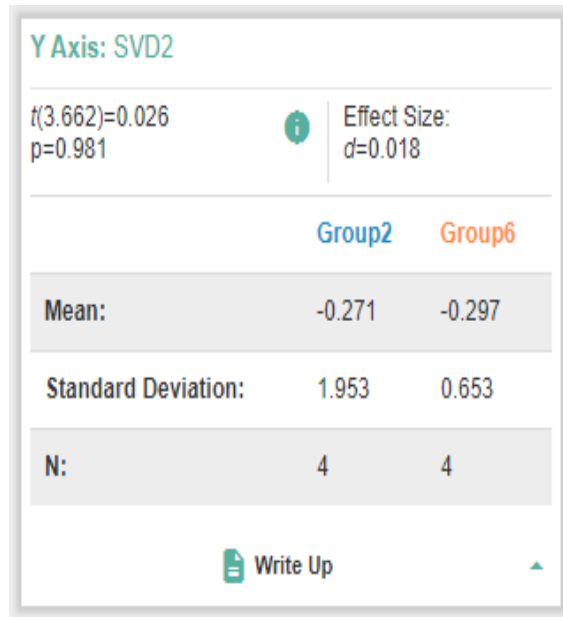 Y Axis: SVD2
t(3.662)=0.026
p=0.981
Effect Size:
d=0.018
Group2 Group6
Mean: -0.271 -0.297
Standard Deviation: 1.953 0.653
N: 4 4
Write Up